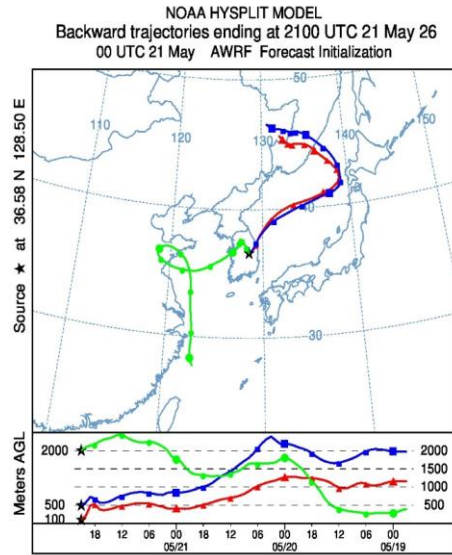 NOAA HYSPLIT MODEL
Backward trajectories ending at 2100 UTC 21 May 26
00 UTC 21 May AWRF Forecast Initialization
Source ★ at 36.58 N 128.50 E
110
120
130
140
150
50
40
30
Meters AGL
2000
500
100
2000
1500
1000
500
18 12 06 00 18 12 06 00 18 12 06 00
05/21 05/20 05/19